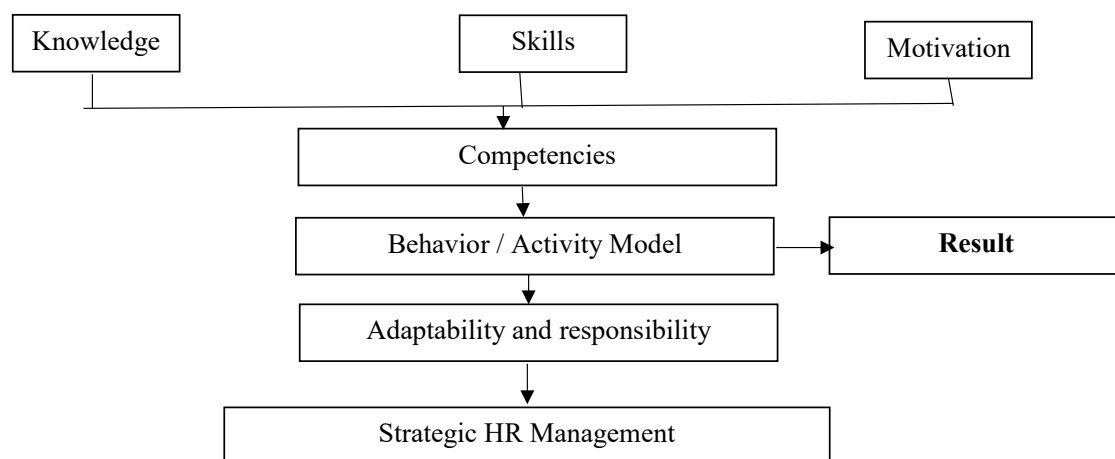 Knowledge
Skills
Motivation
Competencies
Behavior / Activity Model
Result
Adaptability and responsibility
Strategic HR Management